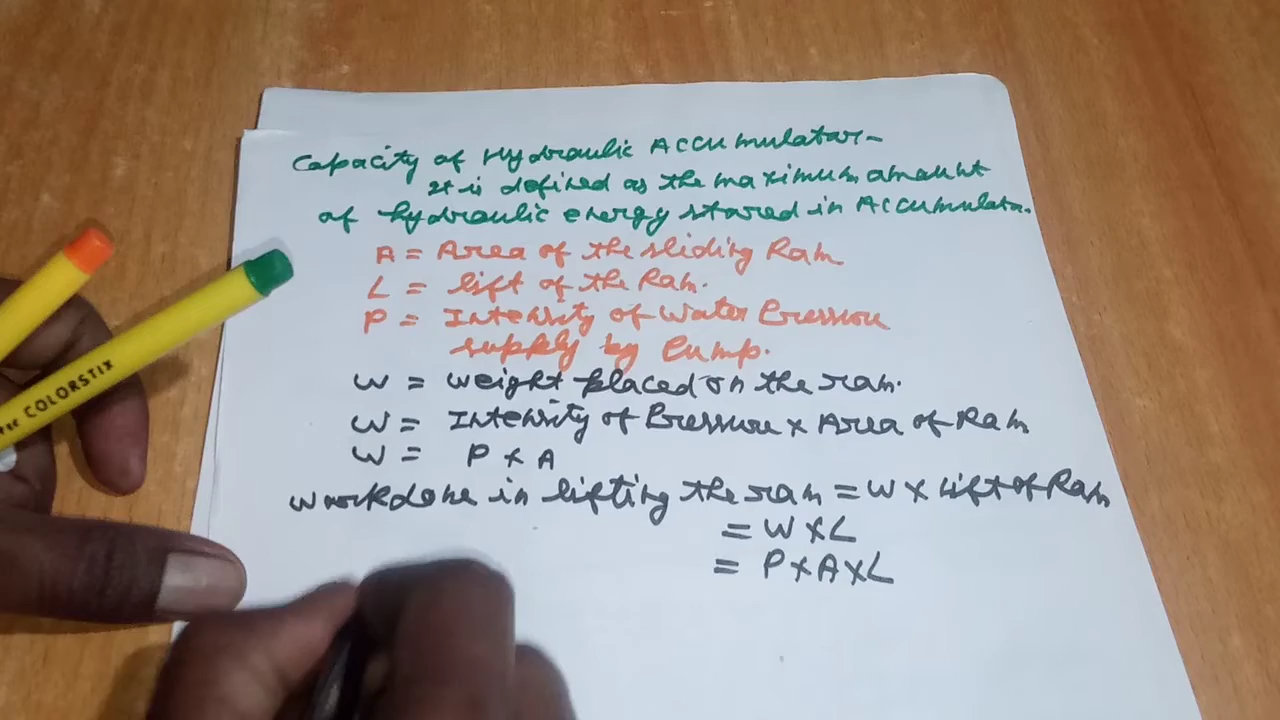 Capacity of Hydraulic Accumulator-
It is defined as the maximum amount
of hydraulic energy stored in Accumulator.
A = Area of the sliding Ram
L = lift of the Ram.
P = Intensity of Water Pressure
supply by Pump.
W = weight placed on the ram.
W = Intensity of Pressure x Area of Ram
W = P x A
workdone in lifting the ram = W x Lift of Ram
= W x L
= P x A x L
COLORSTIX